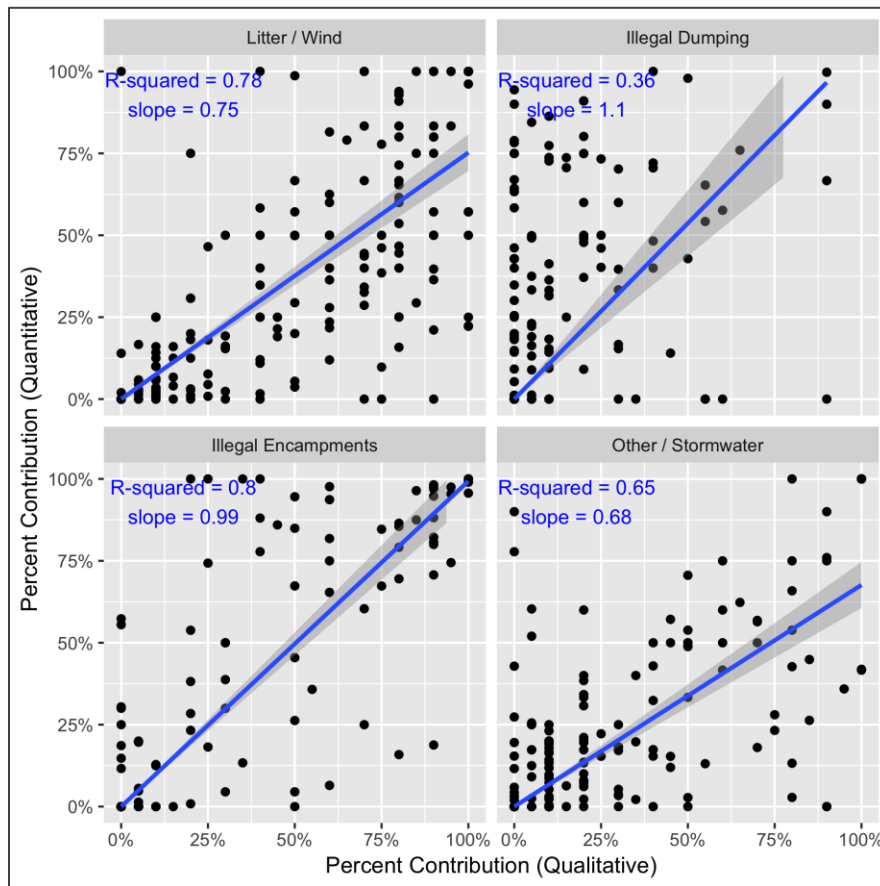 Litter / Wind
Illegal Dumping
100%
75%
50%
25%
0%
R-squared = 0.78
slope = 0.75
R-squared = 0.36
slope = 1.1
Illegal Encampments
Other / Stormwater
100%
75%
50%
25%
0%
R-squared = 0.8
slope = 0.99
R-squared = 0.65
slope = 0.68
0% 25% 50% 75% 100% 0% 25% 50% 75% 100%
Percent Contribution (Qualitative)
Percent Contribution (Quantitative)